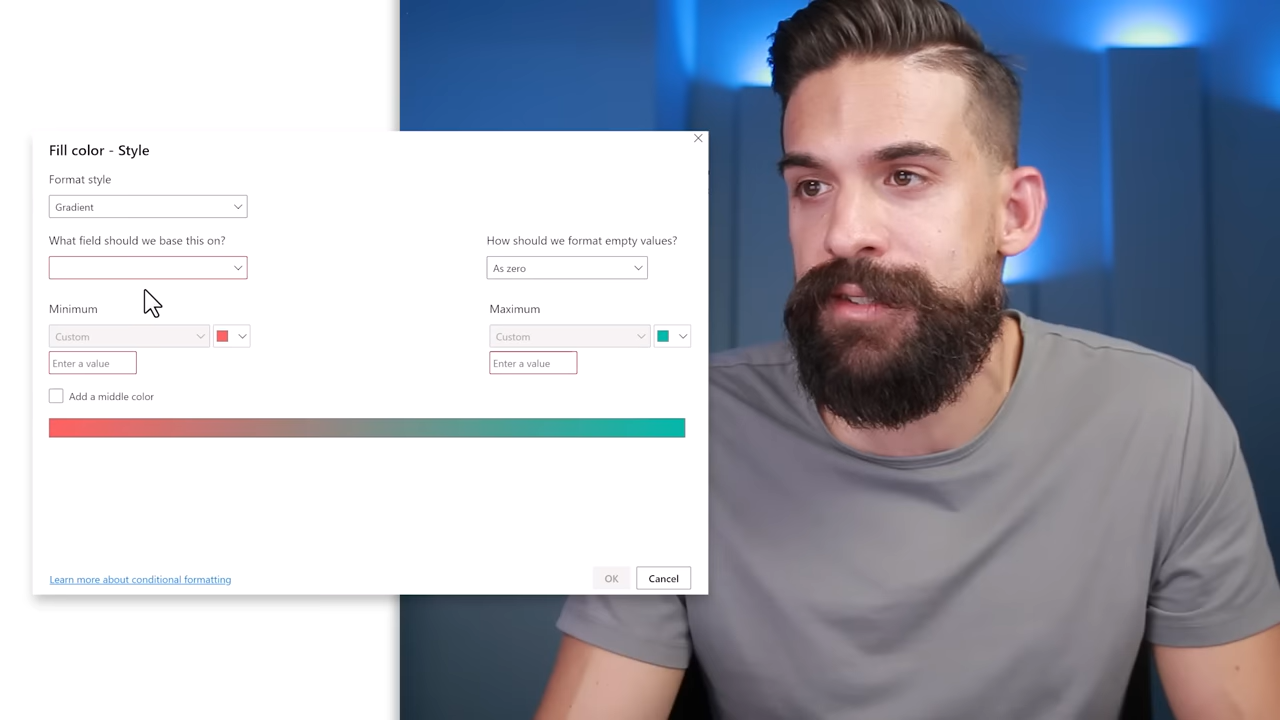 Fill color - Style
Format style
Gradient
What field should we base this on?
How should we format empty values?
As zero
Minimum
Maximum
Custom
Custom
Enter a value
Enter a value
Add a middle color
Learn more about conditional formatting
OK
Cancel